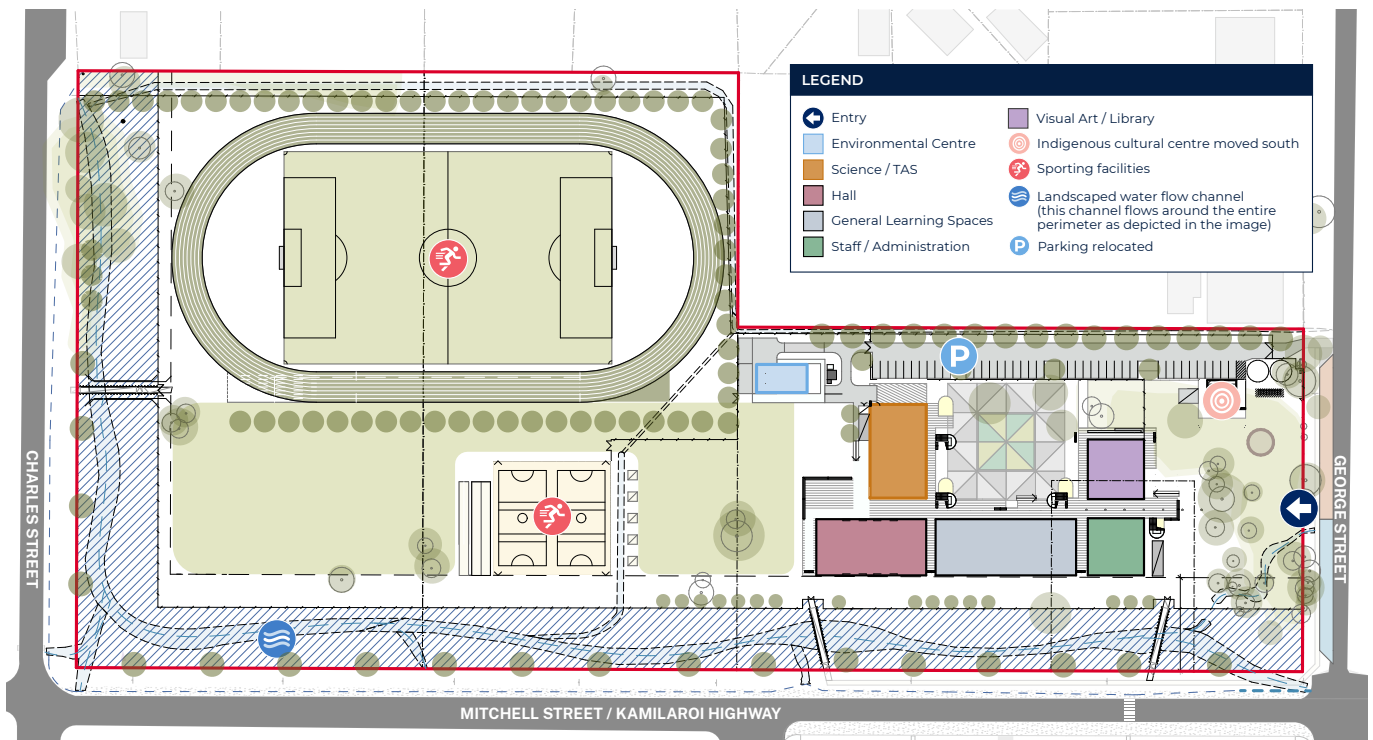 LEGEND
Entry
Environmental Centre
Science / TAS
Hall
General Learning Spaces
Staff / Administration
Visual Art / Library
Indigenous cultural centre moved south
Sporting facilities
Landscaped water flow channel
(this channel flows around the entire
perimeter as depicted in the image)
P Parking relocated
P
CHARLES STREET
GEORGE STREET
MITCHELL STREET / KAMILAROI HIGHWAY